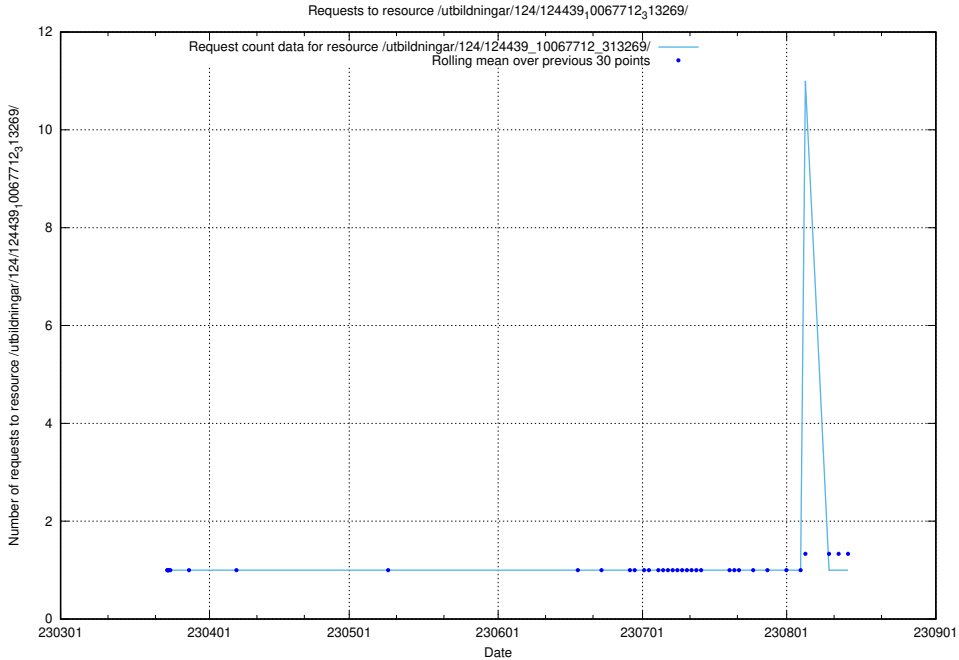 Requests to resource /utbildningar/124/124439₁0067712₃13269/
Request count data for resource /utbildningar/124/124439_10067712_313269/
Rolling mean over previous 30 points
Number of requests to resource /utbildningar/124/124439₁0067712₃13269/
12
10
8
6
4
2
0
230301 230401 230501 230601 230701 230801 230901
Date